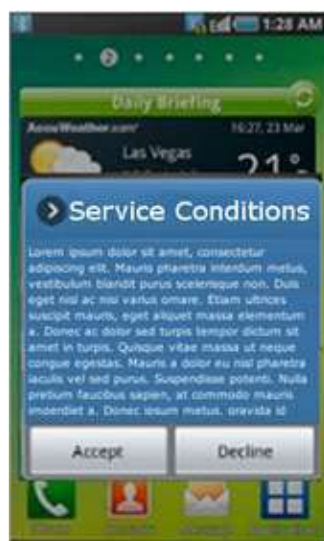 1:28 AM
Daily Briefing
AccuWeather.com
16:27, 23 Mar
Las Vegas
21°
Service Conditions
Lorem ipsum dolor sit amet, consectetur
adipiscing elit. Mauris pharetra interdum metus,
vestibulum blandit purus scelerisque non. Duis
eget nisi ac nisi varius ornare. Etiam ultrices
suscipit mauris, eget aliquet massa elementum
a. Donec ac dolor sed turpis tempor dictum sit
amet in turpis. Quisque vitae massa ut neque
congue egestas. Mauris a dolor eu nisl pharetra
iaculis vel sed purus. Suspendisse potenti. Nulla
pretium faucibus sapien, at commodo mauris
imperdiet a. Donec ipsum metus, gravida id
Accept
Decline